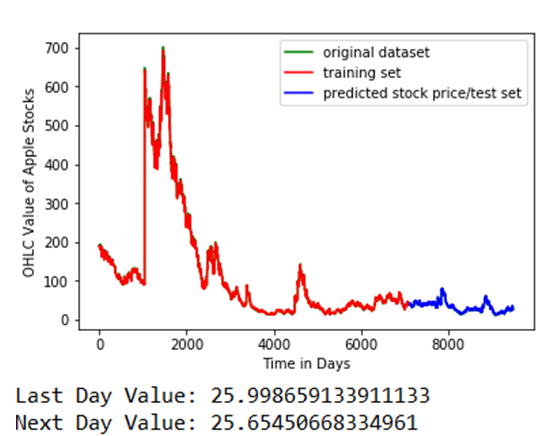 original dataset
training set
predicted stock price/test set
OHLC Value of Apple Stocks
700
600
500
400
300
200
100
0
0 2000 4000 6000 8000
Time in Days
Last Day Value: 25.998659133911133
Next Day Value: 25.65450668334961